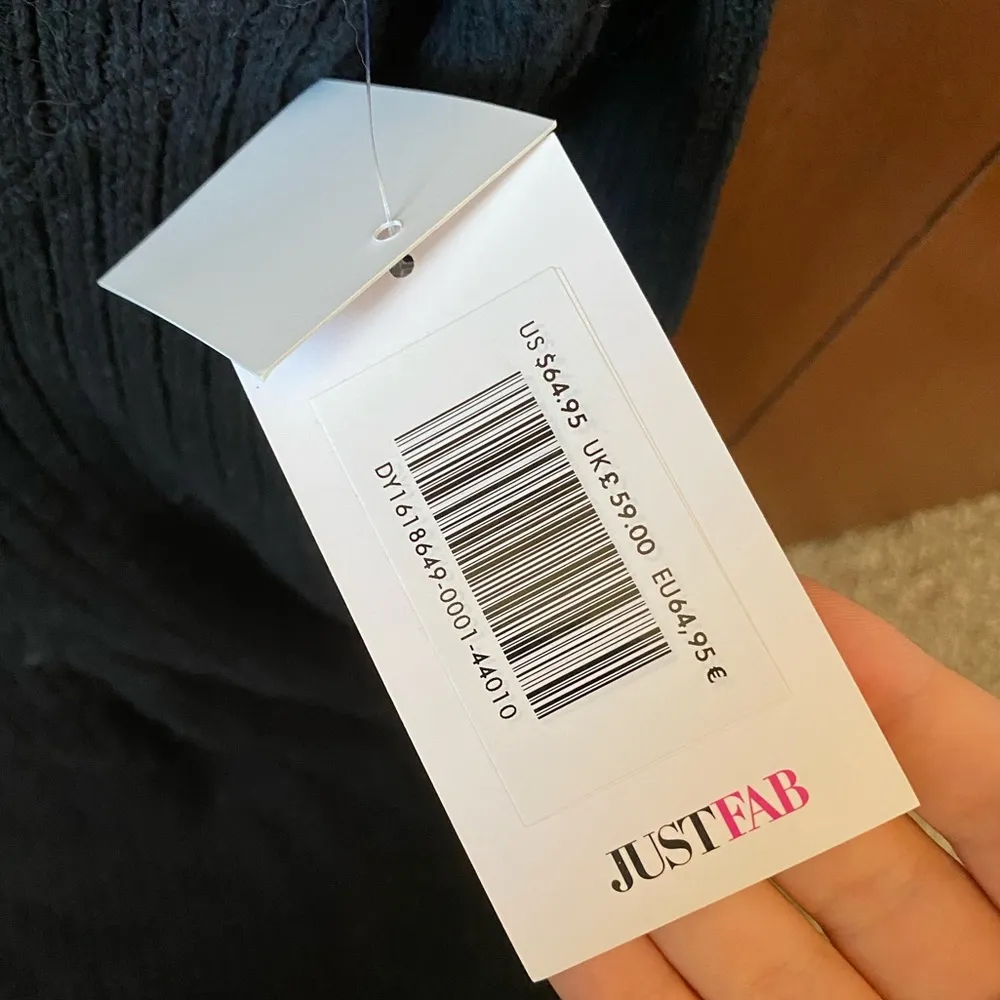 US $64.95 UK £ 59.00 EU64,95 €
DY1618649-0001-44010
JUSTFAB